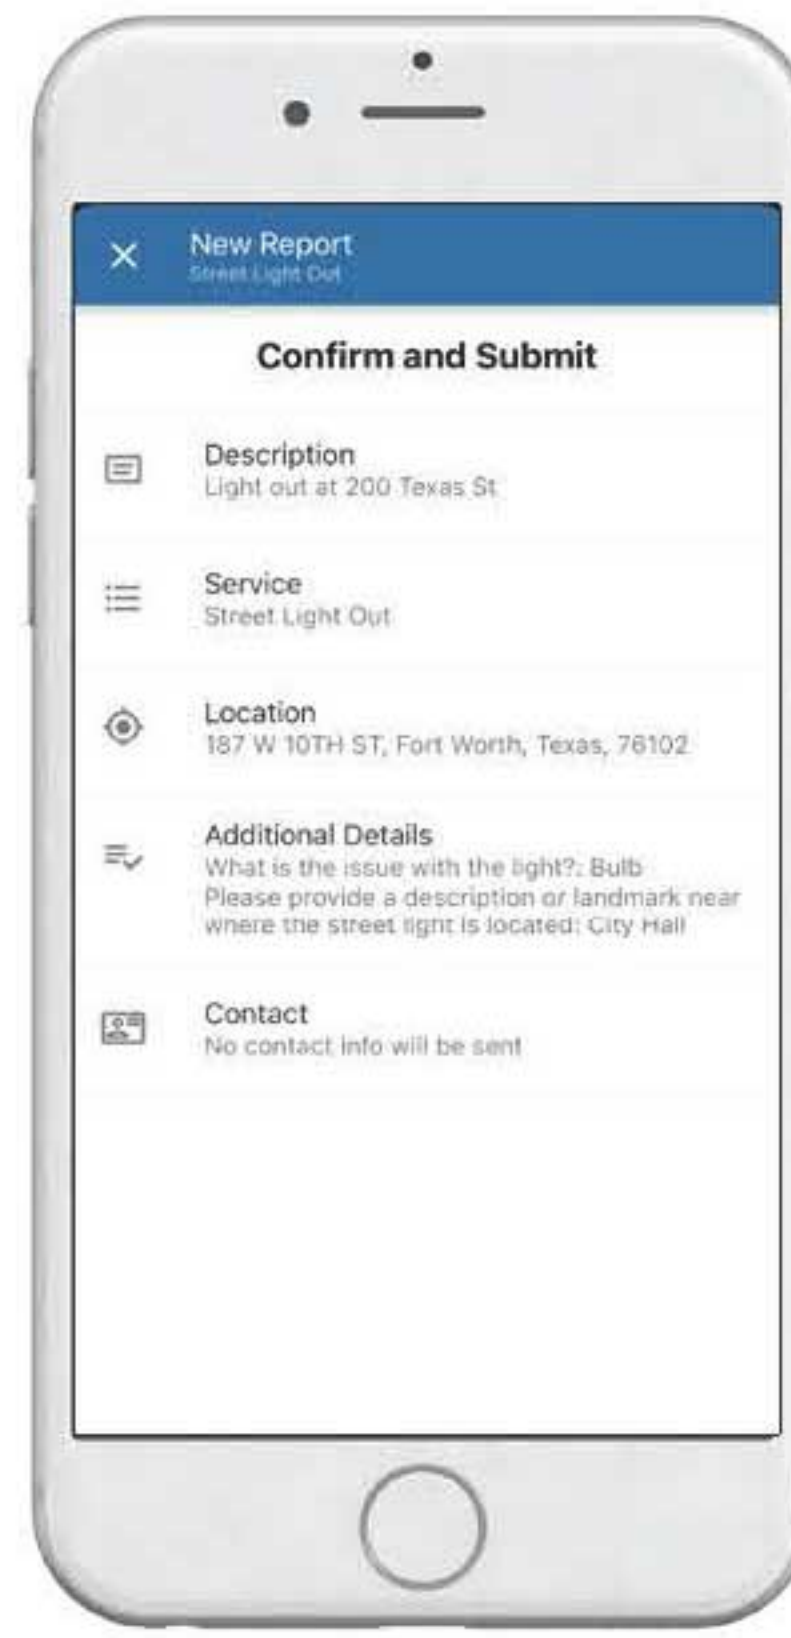 New Report
Street Light Out
Confirm and Submit
Description
Light out at 200 Texas St
Service
Street Light Out
Location
187 W 10TH ST, Fort Worth, Texas, 76102
Additional Details
What is the issue with the light?: Bulb
Please provide a description or landmark near
where the street light is located: City Hall
Contact
No contact info will be sent